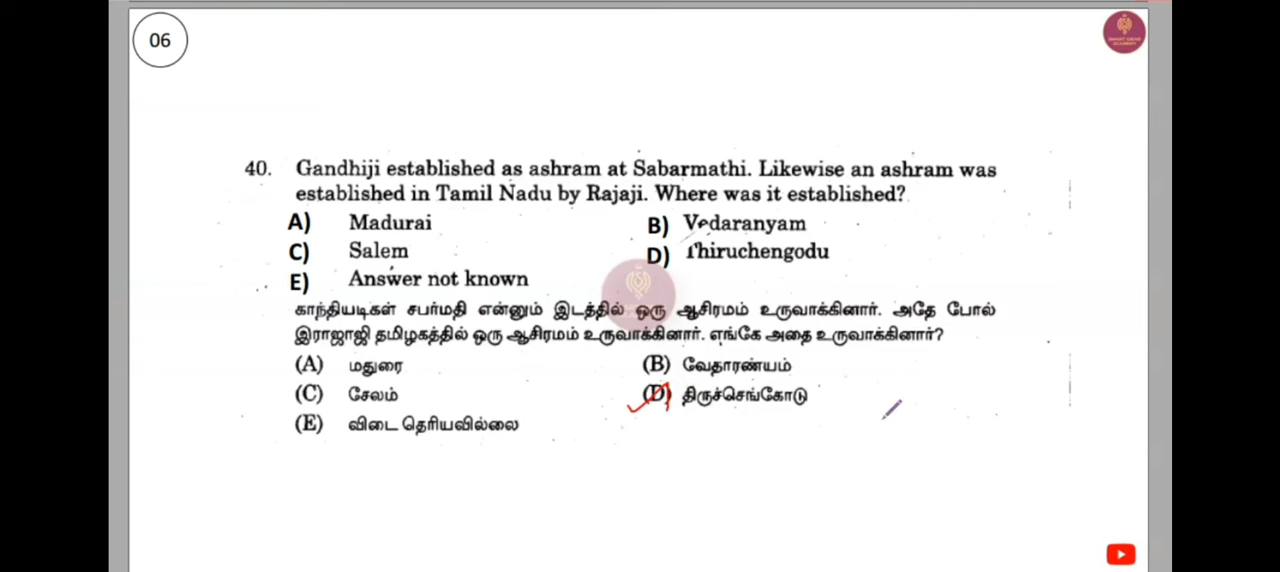 06
40. Gandhiji established as ashram at Sabarmathi. Likewise an ashram was
established in Tamil Nadu by Rajaji. Where was it established?
A) Madurai B) Vedaranyam
C) Salem D) Thiruchengodu
E) Answer not known
காந்தியடிகள் சபர்மதி என்னும் இடத்தில் ஒரு ஆசிரமம் உருவாக்கினார். அதே போல்
இராஜாஜி தமிழகத்தில் ஒரு ஆசிரமம் உருவாக்கினார். எங்கே அதை உருவாக்கினார்?
(A) மதுரை (B) வேதாரண்யம்
(C) சேலம் (D) திருச்செங்கோடு
(E) விடை தெரியவில்லை